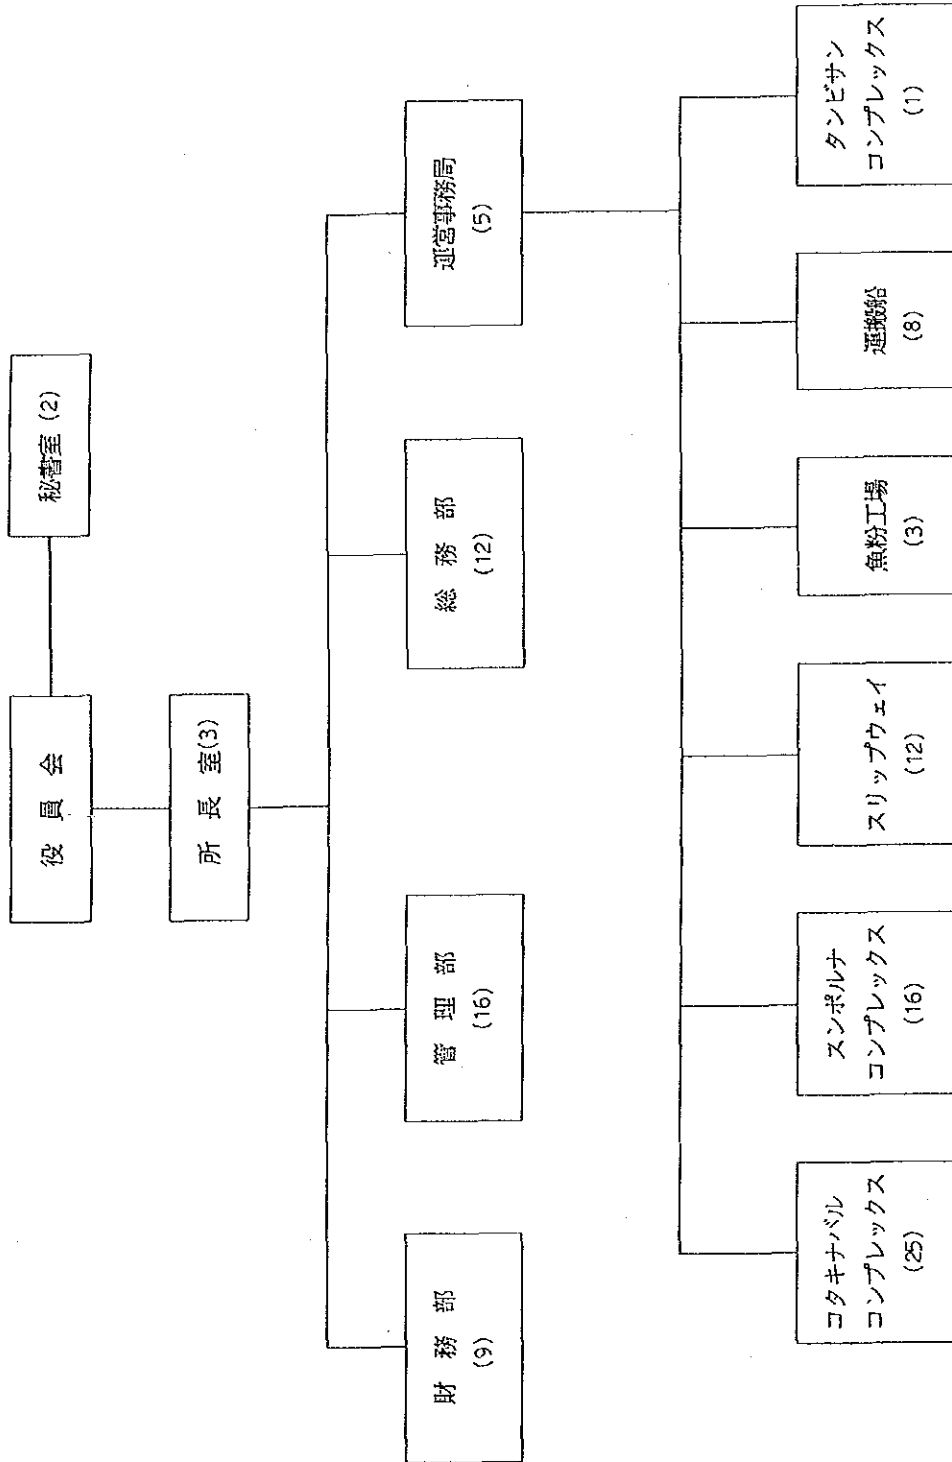 役 員 会
秘書室 (2)
所 長 室(3)
財 務 部
(9)
管 理 部
(16)
総 務 部
(12)
運営事務局
(5)
コタキナバル
コンプレックス
(25)
スンポルナ
コンプレックス
(16)
スリップウェイ
(12)
魚粉工場
(3)
運搬船
(8)
タンビサン
コンプレックス
(1)